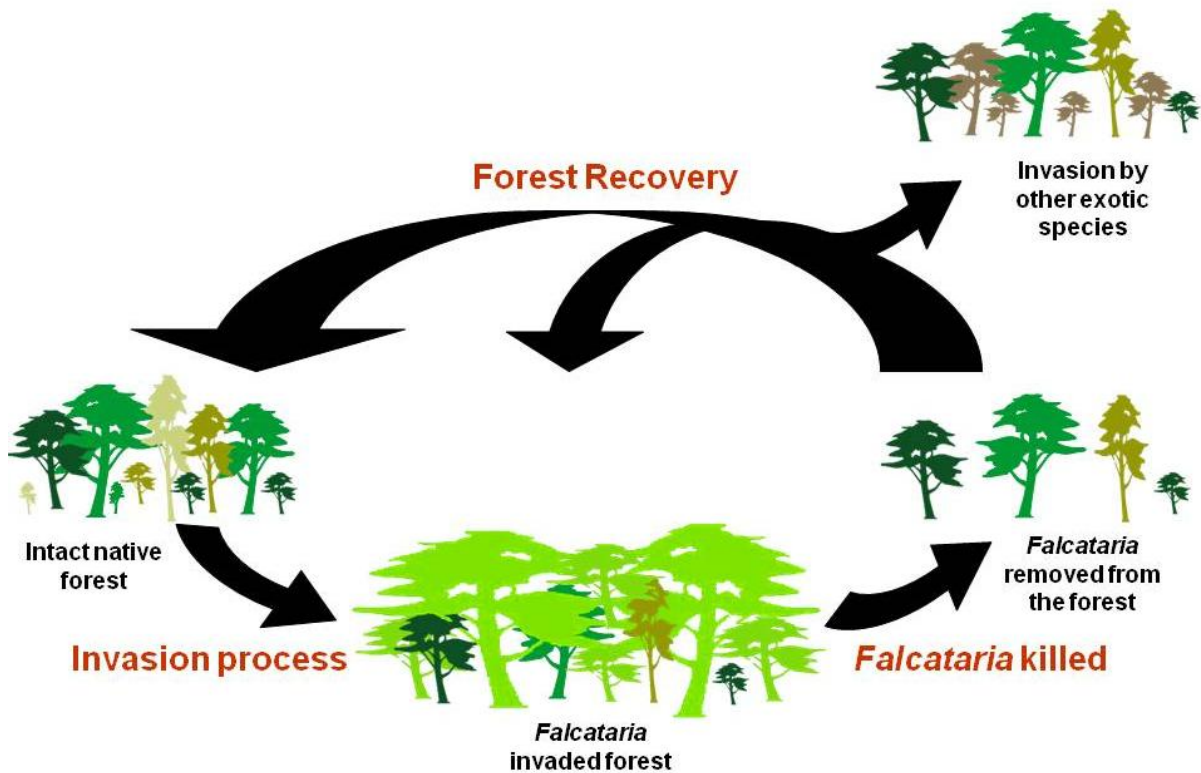 Forest Recovery
Invasion by
other exotic
species
Intact native
forest
Invasion process
Falcataria
invaded forest
Falcataria killed
Falcataria
removed from
the forest